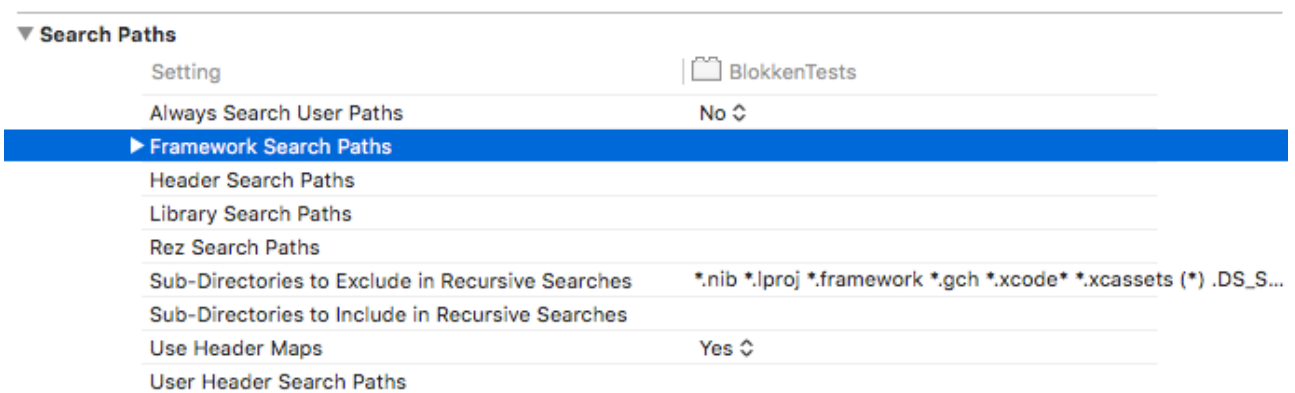 Search Paths
Setting BlokkenTests
Always Search User Paths No
Framework Search Paths
Header Search Paths
Library Search Paths
Rez Search Paths
Sub-Directories to Exclude in Recursive Searches *.nib *.lproj *.framework *.gch *.xcode* *.xcassets (*) .DS_S...
Sub-Directories to Include in Recursive Searches
Use Header Maps Yes
User Header Search Paths